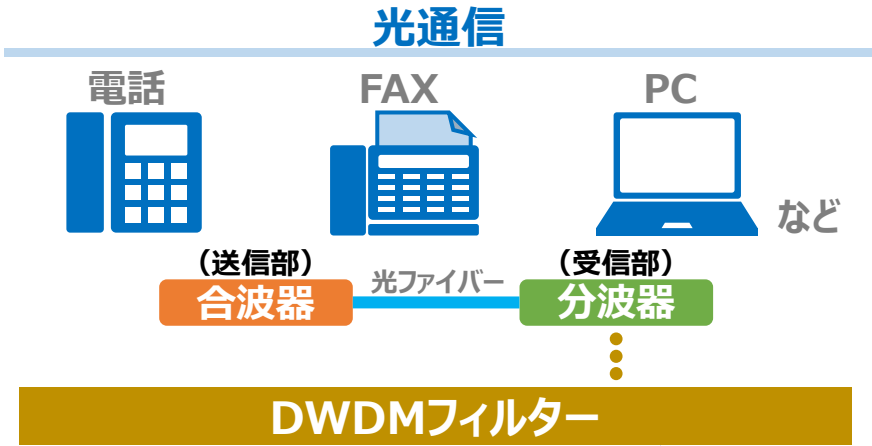 光通信
電話 FAX PC
など
（送信部） （受信部）
光ファイバー
合波器 分波器
DWDMフィルター